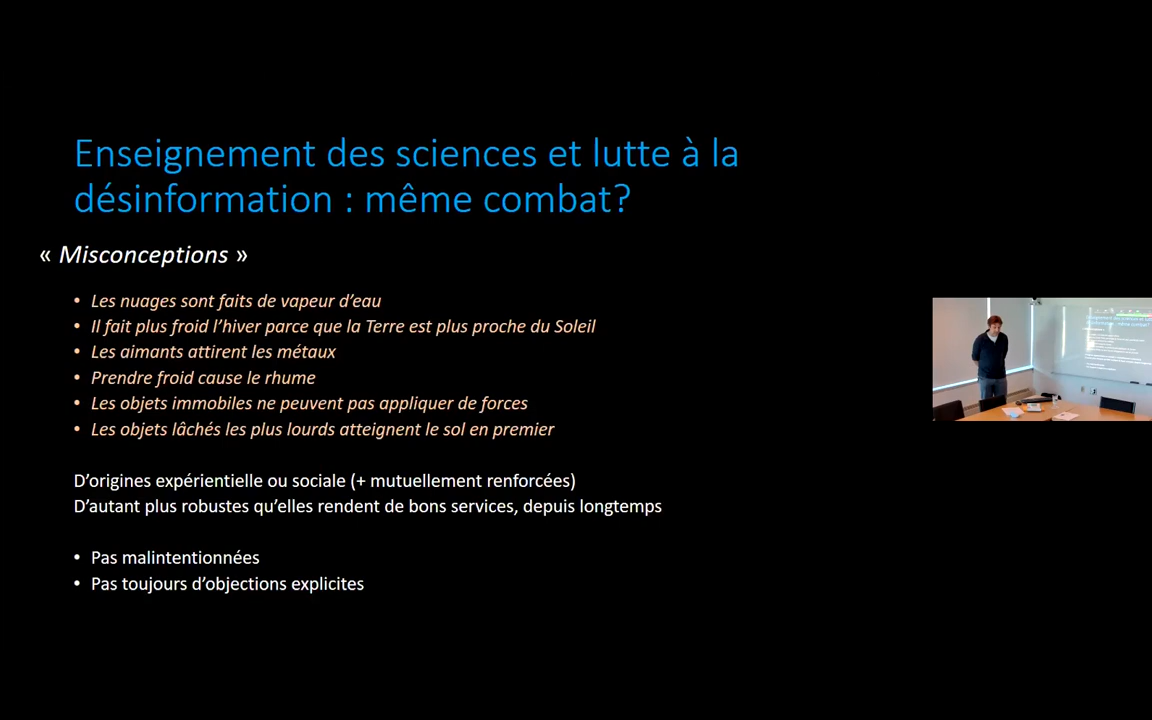 Enseignement des sciences et lutte à la
désinformation : même combat?
« Misconceptions »
• Les nuages sont faits de vapeur d’eau
• Il fait plus froid l’hiver parce que la Terre est plus proche du Soleil
• Les aimants attirent les métaux
• Prendre froid cause le rhume
• Les objets immobiles ne peuvent pas appliquer de forces
• Les objets lâchés les plus lourds atteignent le sol en premier
D’origines expérientielle ou sociale (+ mutuellement renforcées)
D’autant plus robustes qu’elles rendent de bons services, depuis longtemps
• Pas malintentionnées
• Pas toujours d’objections explicites